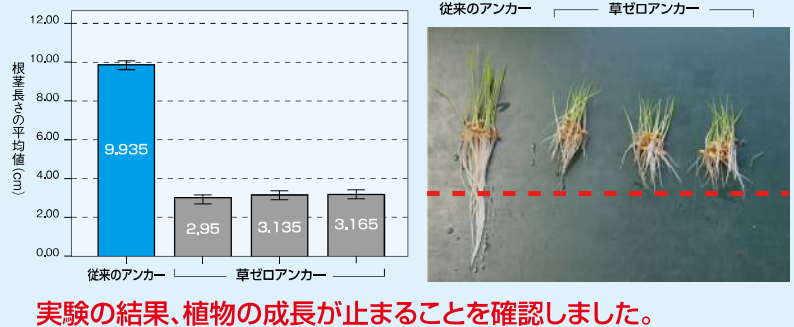 12.00
10.00
8.00
6.00
4.00
2.00
0.00
根茎長さの平均値(cm)
9.935
2.95
3.135
3.165
従来のアンカー
草ゼロアンカー
従来のアンカー
草ゼロアンカー
実験の結果、植物の成長が止まることを確認しました。